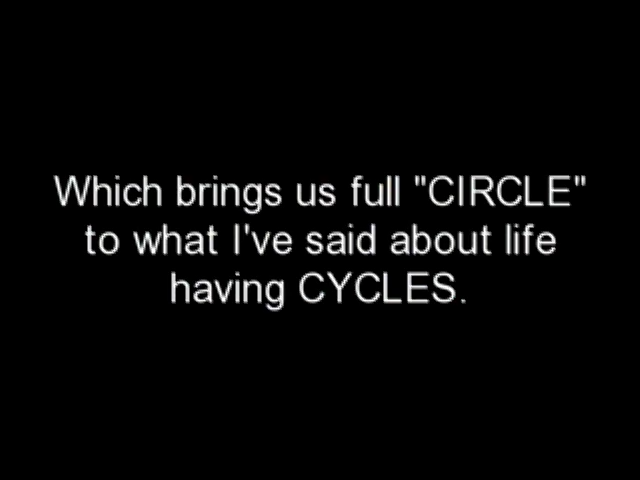 Which brings us full "CIRCLE"
to what I've said about life
having CYCLES.